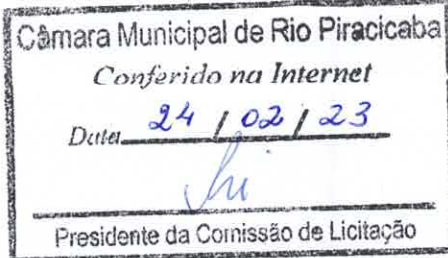 Câmara Municipal de Rio Piracicaba
Conferido na Internet
Data 24 / 02 / 23
Presidente da Comissão de Licitação